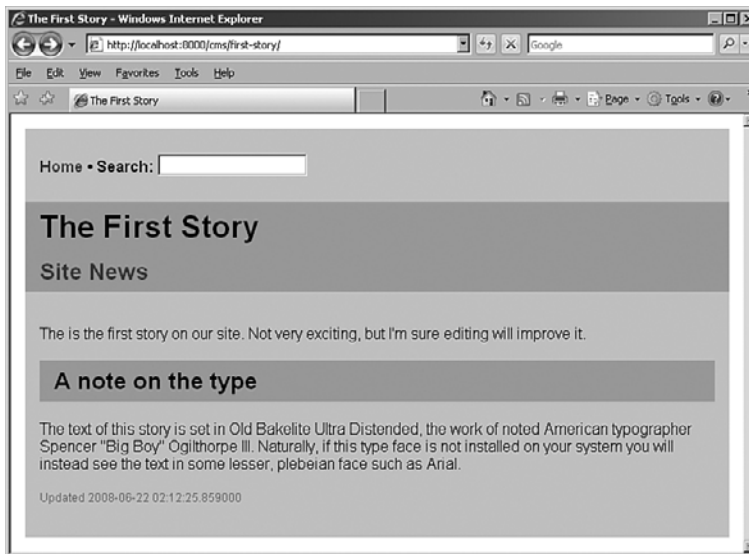 The First Story - Windows Internet Explorer
http://localhost:8000/cms/first-story/
Google
File Edit View Favorites Tools Help
The First Story
Page Tools
Home • Search:
The First Story
Site News
The is the first story on our site. Not very exciting, but I'm sure editing will improve it.
A note on the type
The text of this story is set in Old Bakelite Ultra Distended, the work of noted American typographer
Spencer "Big Boy" Ogilthorpe III. Naturally, if this type face is not installed on your system you will
instead see the text in some lesser, plebeian face such as Arial.
Updated 2008-06-22 02:12:25.859000